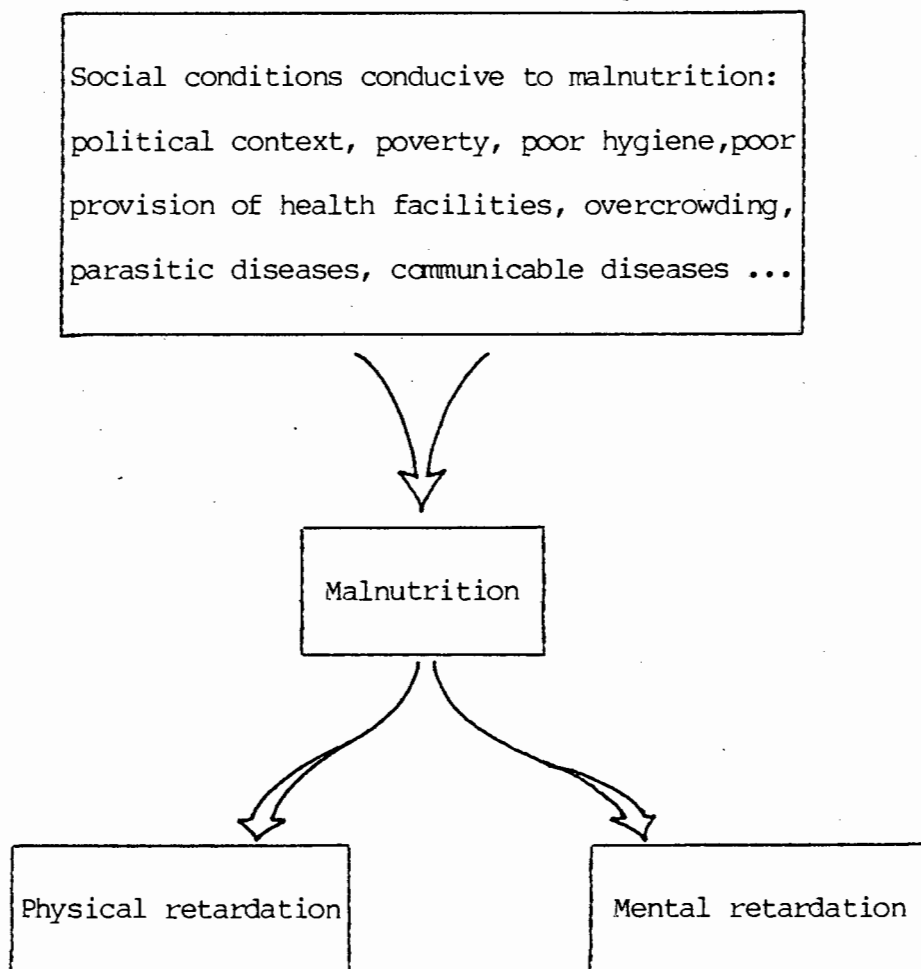 Social conditions conducive to malnutrition:
political context, poverty, poor hygiene,poor
provision of health facilities, overcrowding,
parasitic diseases, communicable diseases ...
Malnutrition
Physical retardation
Mental retardation